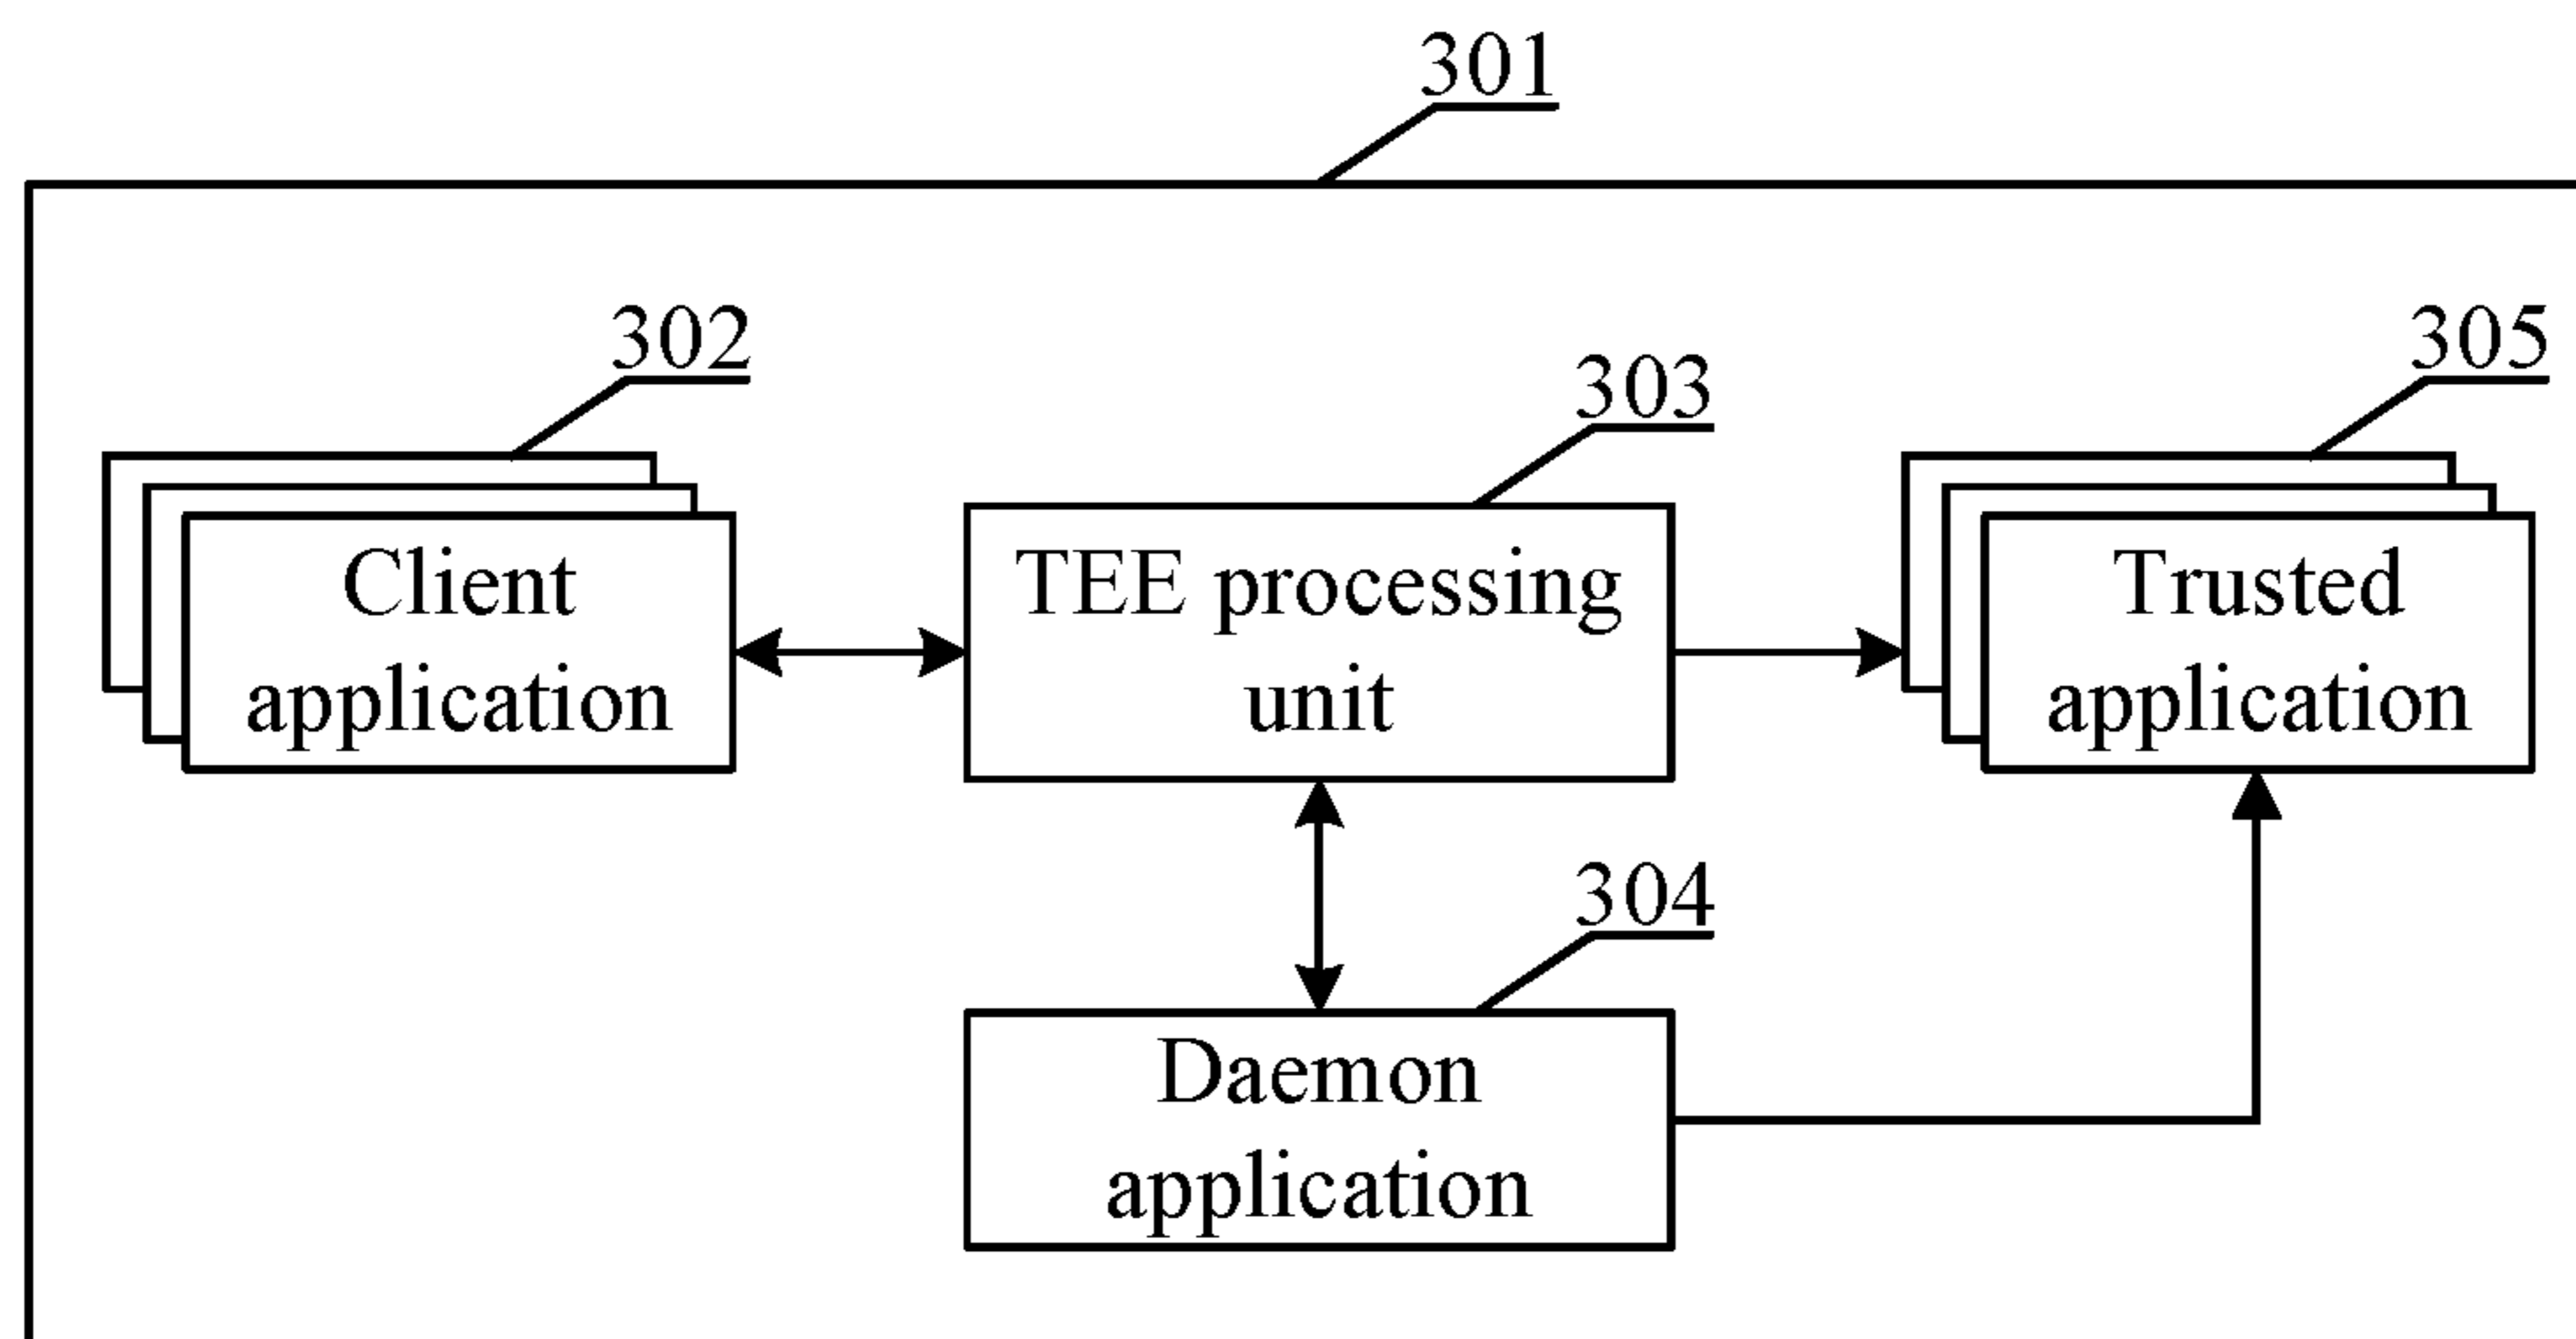 301
302
303
305
Client
application
TEE processing
unit
Trusted
application
304
Daemon
application